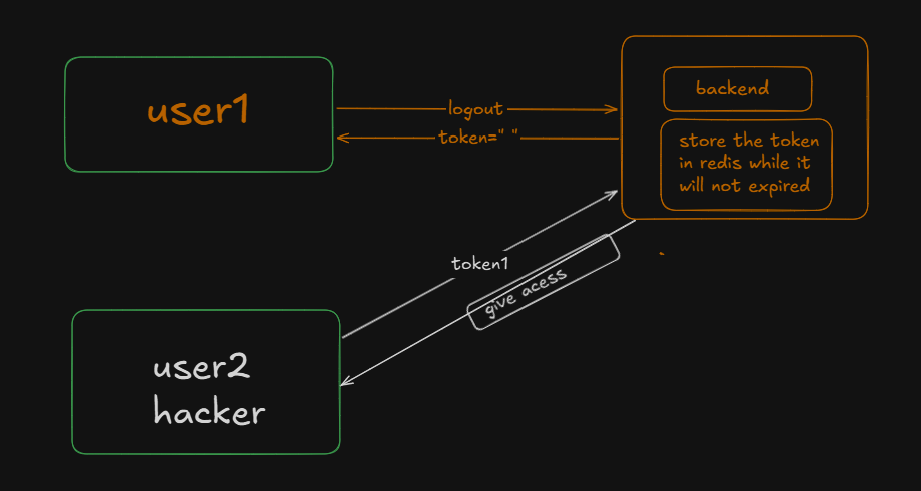 user1
logout
token=" "
backend
store the token
in redis while it
will not expired
token1
give acess
user2
hacker